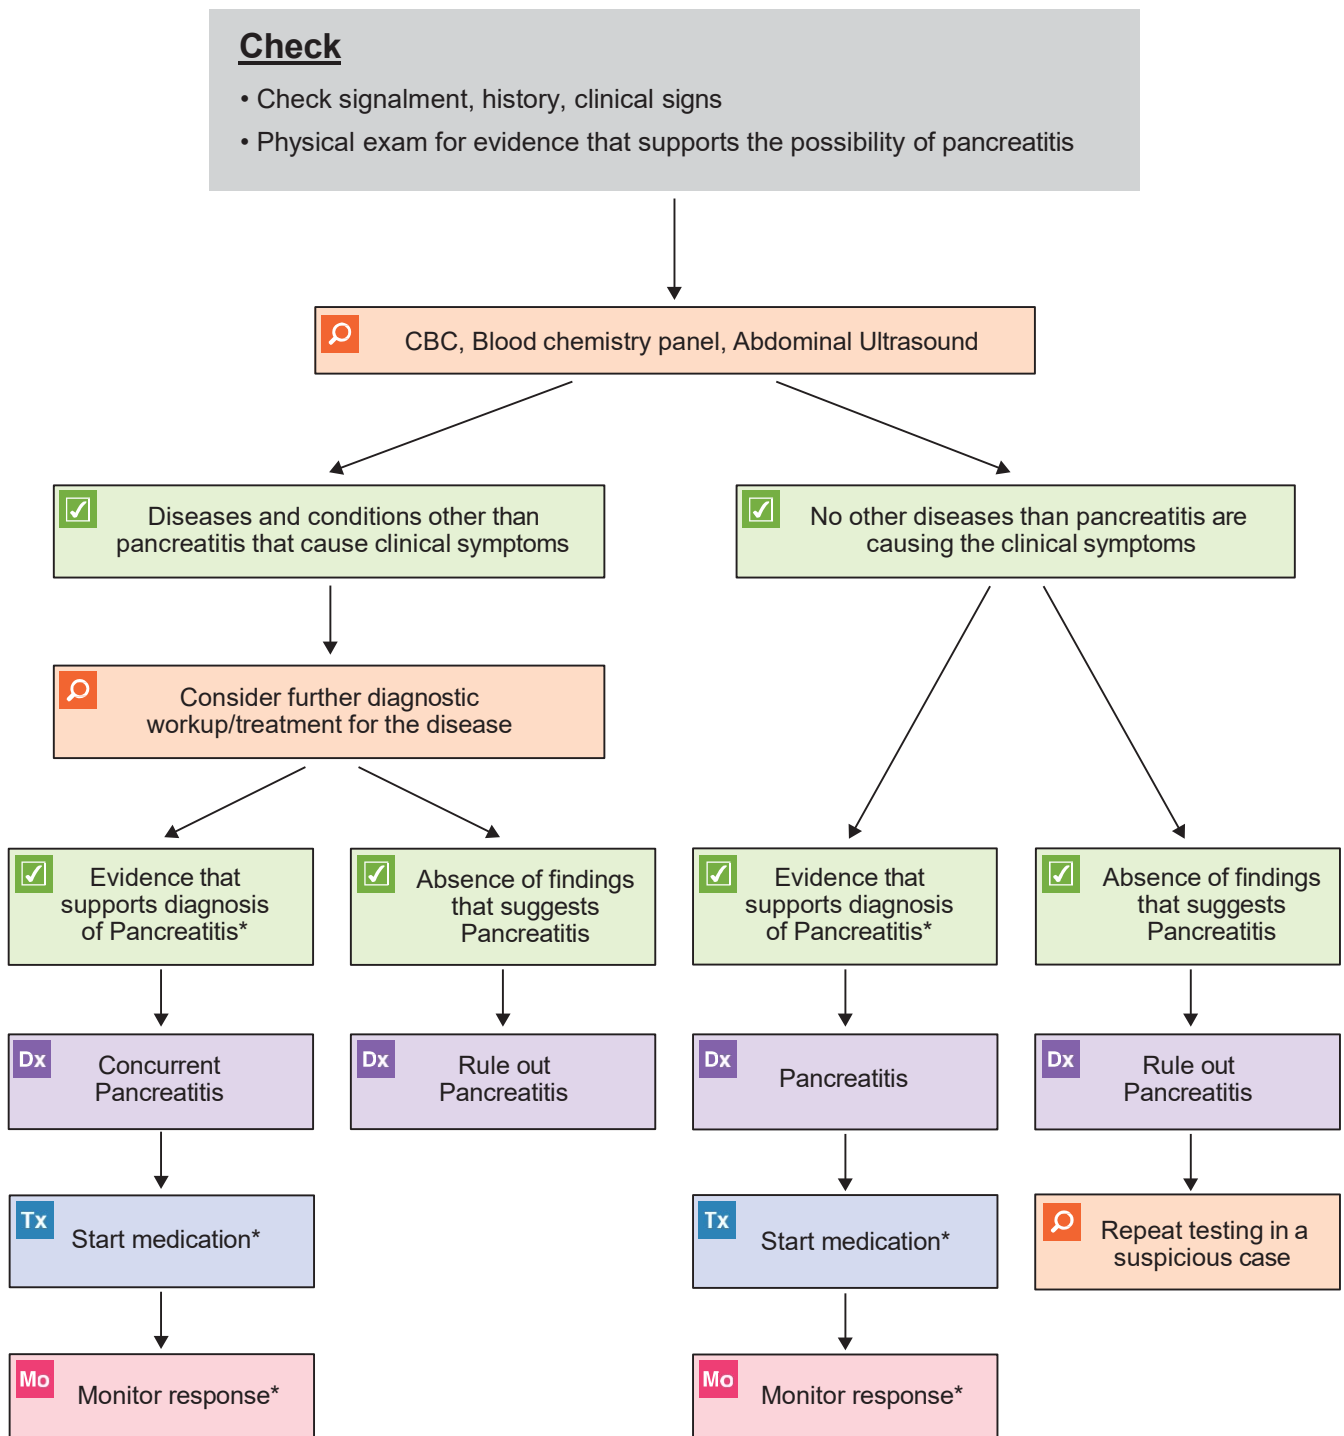 Check
• Check signalment, history, clinical signs
• Physical exam for evidence that supports the possibility of pancreatitis
CBC, Blood chemistry panel, Abdominal Ultrasound
Diseases and conditions other than
pancreatitis that cause clinical symptoms
No other diseases than pancreatitis are
causing the clinical symptoms
Consider further diagnostic
workup/treatment for the disease
Evidence that
supports diagnosis
of Pancreatitis*
Absence of findings
that suggests
Pancreatitis
Evidence that
supports diagnosis
of Pancreatitis*
Absence of findings
that suggests
Pancreatitis
Dx
Concurrent
Pancreatitis
Dx
Rule out
Pancreatitis
Dx
Pancreatitis
Dx
Rule out
Pancreatitis
Tx
Start medication*
Tx
Start medication*
Repeat testing in a
suspicious case
Mo
Monitor response*
Mo
Monitor response*